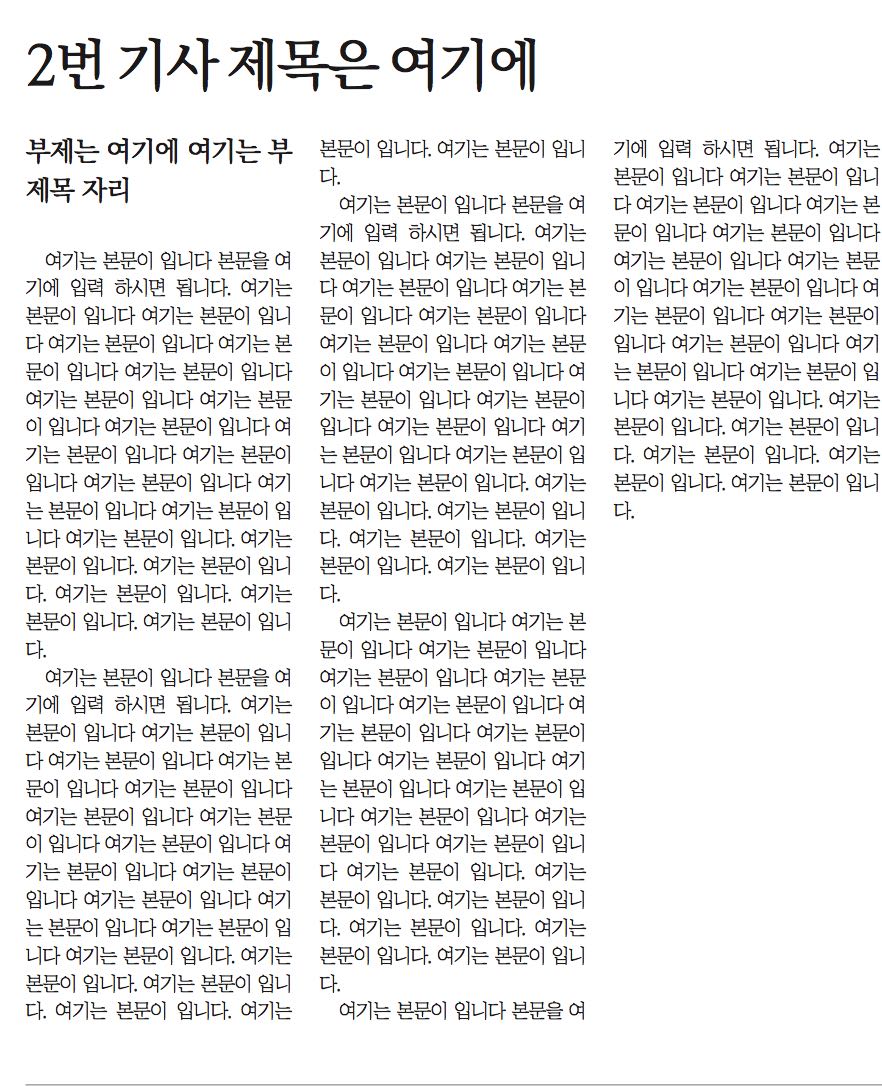 2번 기사 제목은 여기에
부제는 여기에 여기는 부
제목 자리
여기는 본문이 입니다 본문을 여
기에 입력 하시면 됩니다. 여기는
본문이 입니다 여기는 본문이 입니
다 여기는 본문이 입니다 여기는 본
문이 입니다 여기는 본문이 입니다
여기는 본문이 입니다 여기는 본문
이 입니다 여기는 본문이 입니다 여
기는 본문이 입니다 여기는 본문이
입니다 여기는 본문이 입니다 여기
는 본문이 입니다 여기는 본문이 입
니다 여기는 본문이 입니다. 여기는
본문이 입니다. 여기는 본문이 입니
다. 여기는 본문이 입니다. 여기는
본문이 입니다. 여기는 본문이 입니
다.
여기는 본문이 입니다 본문을 여
기에 입력 하시면 됩니다. 여기는
본문이 입니다 여기는 본문이 입니
다 여기는 본문이 입니다 여기는 본
문이 입니다 여기는 본문이 입니다
여기는 본문이 입니다 여기는 본문
이 입니다 여기는 본문이 입니다 여
기는 본문이 입니다 여기는 본문이
입니다 여기는 본문이 입니다 여기
는 본문이 입니다 여기는 본문이 입
니다 여기는 본문이 입니다. 여기는
본문이 입니다. 여기는 본문이 입니
다. 여기는 본문이 입니다. 여기는
본문이 입니다. 여기는 본문이 입니
다.
여기는 본문이 입니다 본문을 여
기에 입력 하시면 됩니다. 여기는
본문이 입니다 여기는 본문이 입니
다 여기는 본문이 입니다 여기는 본
문이 입니다 여기는 본문이 입니다
여기는 본문이 입니다 여기는 본문
이 입니다 여기는 본문이 입니다 여
기는 본문이 입니다 여기는 본문이
입니다 여기는 본문이 입니다 여기
는 본문이 입니다 여기는 본문이 입
니다 여기는 본문이 입니다. 여기는
본문이 입니다. 여기는 본문이 입니
다. 여기는 본문이 입니다. 여기는
본문이 입니다. 여기는 본문이 입니
다.
여기는 본문이 입니다 여기는 본
문이 입니다 여기는 본문이 입니다
여기는 본문이 입니다 여기는 본문
이 입니다 여기는 본문이 입니다 여
기는 본문이 입니다 여기는 본문이
입니다 여기는 본문이 입니다 여기
는 본문이 입니다 여기는 본문이 입
니다 여기는 본문이 입니다 여기는
본문이 입니다 여기는 본문이 입니
다 여기는 본문이 입니다. 여기는
본문이 입니다. 여기는 본문이 입니
다. 여기는 본문이 입니다. 여기는
본문이 입니다. 여기는 본문이 입니
다.
여기는 본문이 입니다 본문을 여
기에 입력 하시면 됩니다. 여기는
본문이 입니다 여기는 본문이 입니
다 여기는 본문이 입니다 여기는 본
문이 입니다 여기는 본문이 입니다
여기는 본문이 입니다 여기는 본문
이 입니다 여기는 본문이 입니다 여
기는 본문이 입니다 여기는 본문이
입니다 여기는 본문이 입니다 여기
는 본문이 입니다 여기는 본문이 입
니다 여기는 본문이 입니다. 여기는
본문이 입니다. 여기는 본문이 입니
다. 여기는 본문이 입니다. 여기는
본문이 입니다. 여기는 본문이 입니
다.